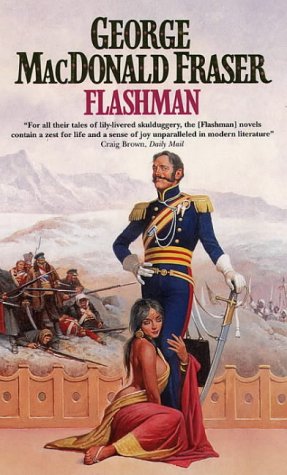 GEORGE
MACDONALD FRASER
FLASHMAN
"For all their tales of lily-livered skulduggery, the [Flashman] novels
contain a zest for life and a sense of joy unparalleled in modern literature"
Craig Brown, Daily Mail